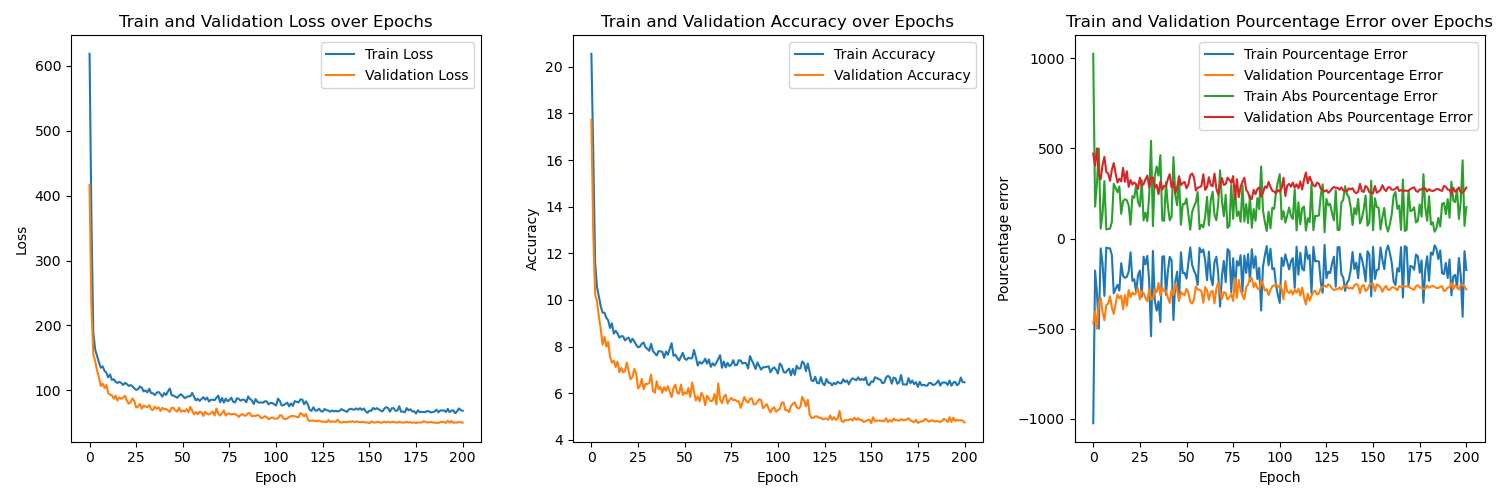 Train and Validation Loss over Epochs
Train Loss
Validation Loss
600
500
400
300
200
100
Loss
0
25
50
75
100
125
150
175
200
Epoch
Train and Validation Accuracy over Epochs
Train Accuracy
Validation Accuracy
20
18
16
14
12
10
8
6
4
Accuracy
0
25
50
75
100
125
150
175
200
Epoch
Train and Validation Pourcentage Error over Epochs
Train Pourcentage Error
Validation Pourcentage Error
Train Abs Pourcentage Error
Validation Abs Pourcentage Error
1000
500
0
−500
−1000
Pourcentage error
0
25
50
75
100
125
150
175
200
Epoch